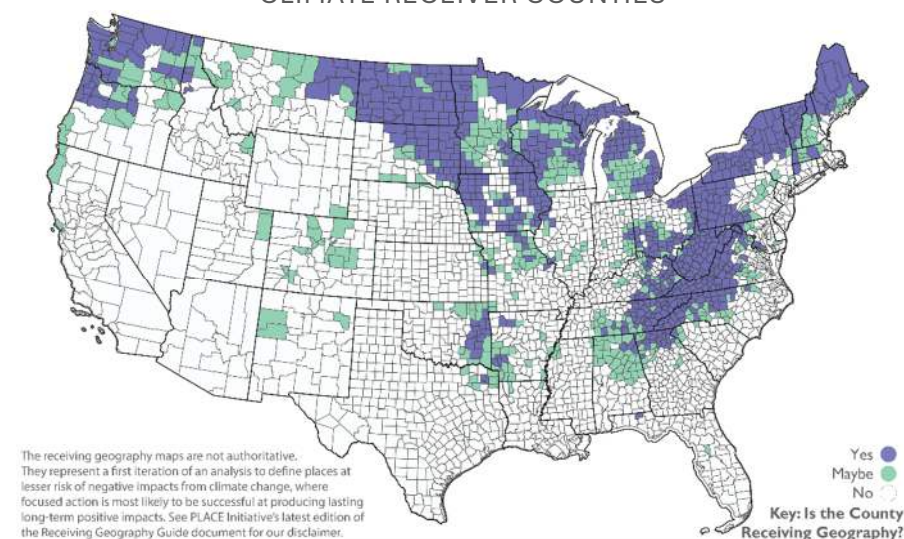 CLIMATE RECEIVER COUNTIES
The receiving geography maps are not authoritative.
They represent a first iteration of an analysis to define places at
lesser risk of negative impacts from climate change, where
focused action is most likely to be successful at producing lasting
long-term positive impacts. See PLACE Initiative's latest edition of
the Receiving Geography Guide document for our disclaimer.
Yes
Maybe
No
Key: Is the County
Receiving Geography?